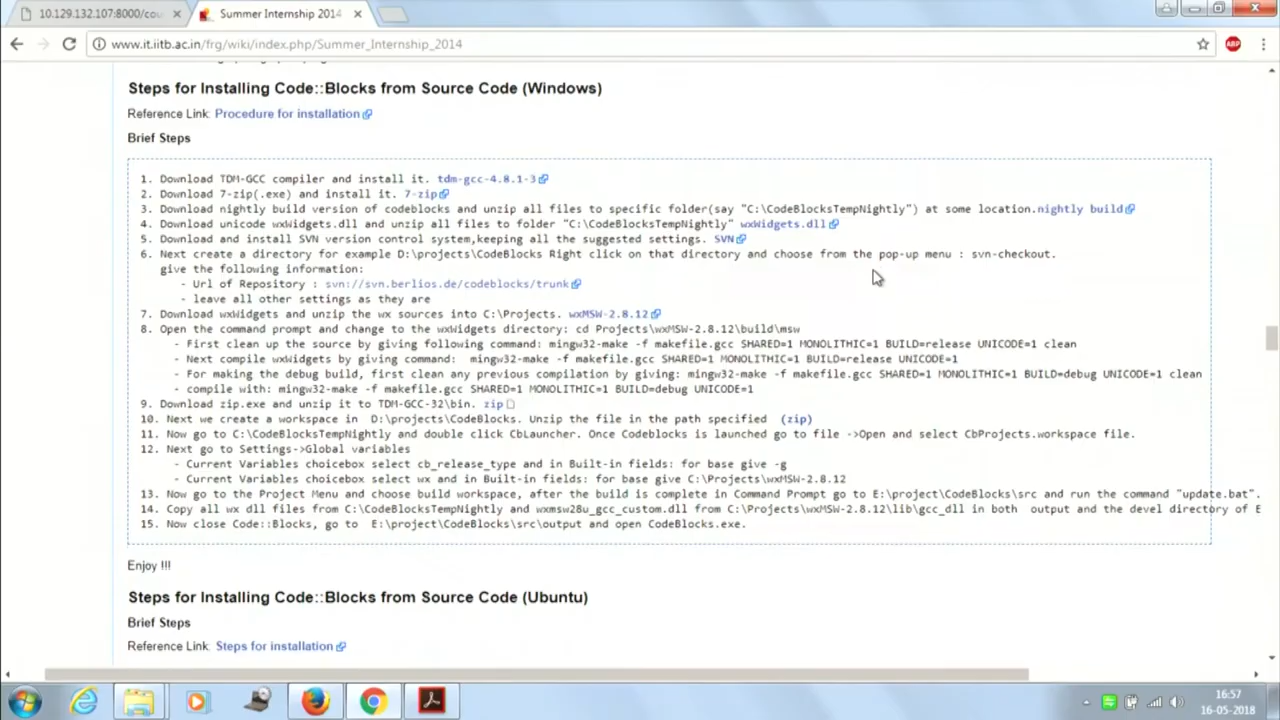 10.129.132.107:8000/cou
Summer Internship 2014
www.it.iitb.ac.in/frg/wiki/index.php/Summer_Internship_2014
ABP
Steps for Installing Code::Blocks from Source Code (Windows)
Reference Link: Procedure for installation
Brief Steps
1. Download TDM-GCC compiler and install it. tdm-gcc-4.8.1-3
2. Download 7-zip(.exe) and install it. 7-zip
3. Download nightly build version of codeblocks and unzip all files to specific folder(say "C:\CodeBlocksTempNightly") at some location.nightly build
4. Download unicode wxWidgets.dll and unzip all files to folder "C:\CodeBlocksTempNightly" wxWidgets.dll
5. Download and install SVN version control system,keeping all the suggested settings. SVN
6. Next create a directory for example D:\projects\CodeBlocks Right click on that directory and choose from the pop-up menu : svn-checkout.
give the following information:
- Url of Repository : svn://svn.berlios.de/codeblocks/trunk
- leave all other settings as they are
7. Download wxWidgets and unzip the wx sources into C:\Projects. wxMSW-2.8.12
8. Open the command prompt and change to the wxWidgets directory: cd Projects\wxMSW-2.8.12\build\msw
- First clean up the source by giving following command: mingw32-make -f makefile.gcc SHARED=1 MONOLITHIC=1 BUILD=release UNICODE=1 clean
- Next compile wxWidgets by giving command: mingw32-make -f makefile.gcc SHARED=1 MONOLITHIC=1 BUILD=release UNICODE=1
- For making the debug build, first clean any previous compilation by giving: mingw32-make -f makefile.gcc SHARED=1 MONOLITHIC=1 BUILD=debug UNICODE=1 clean
- compile with: mingw32-make -f makefile.gcc SHARED=1 MONOLITHIC=1 BUILD=debug UNICODE=1
9. Download zip.exe and unzip it to TDM-GCC-32\bin. zip
10. Next we create a workspace in D:\projects\CodeBlocks. Unzip the file in the path specified (zip)
11. Now go to C:\CodeBlocksTempNightly and double click CbLauncher. Once Codeblocks is launched go to file ->Open and select CbProjects.workspace file.
12. Next go to Settings->Global variables
- Current Variables choicebox select cb_release_type and in Built-in fields: for base give -g
- Current Variables choicebox select wx and in Built-in fields: for base give C:\Projects\wxMSW-2.8.12
13. Now go to the Project Menu and choose build workspace, after the build is complete in Command Prompt go to E:\project\CodeBlocks\src and run the command "update.bat".
14. Copy all wx dll files from C:\CodeBlocksTempNightly and wxmsw28u_gcc_custom.dll from C:\Projects\wxMSW-2.8.12\lib\gcc_dll in both output and the devel directory of E
15. Now close Code::Blocks, go to E:\project\CodeBlocks\src\output and open CodeBlocks.exe.
Enjoy !!!
Steps for Installing Code::Blocks from Source Code (Ubuntu)
Brief Steps
Reference Link: Steps for installation
16:57
16-05-2018